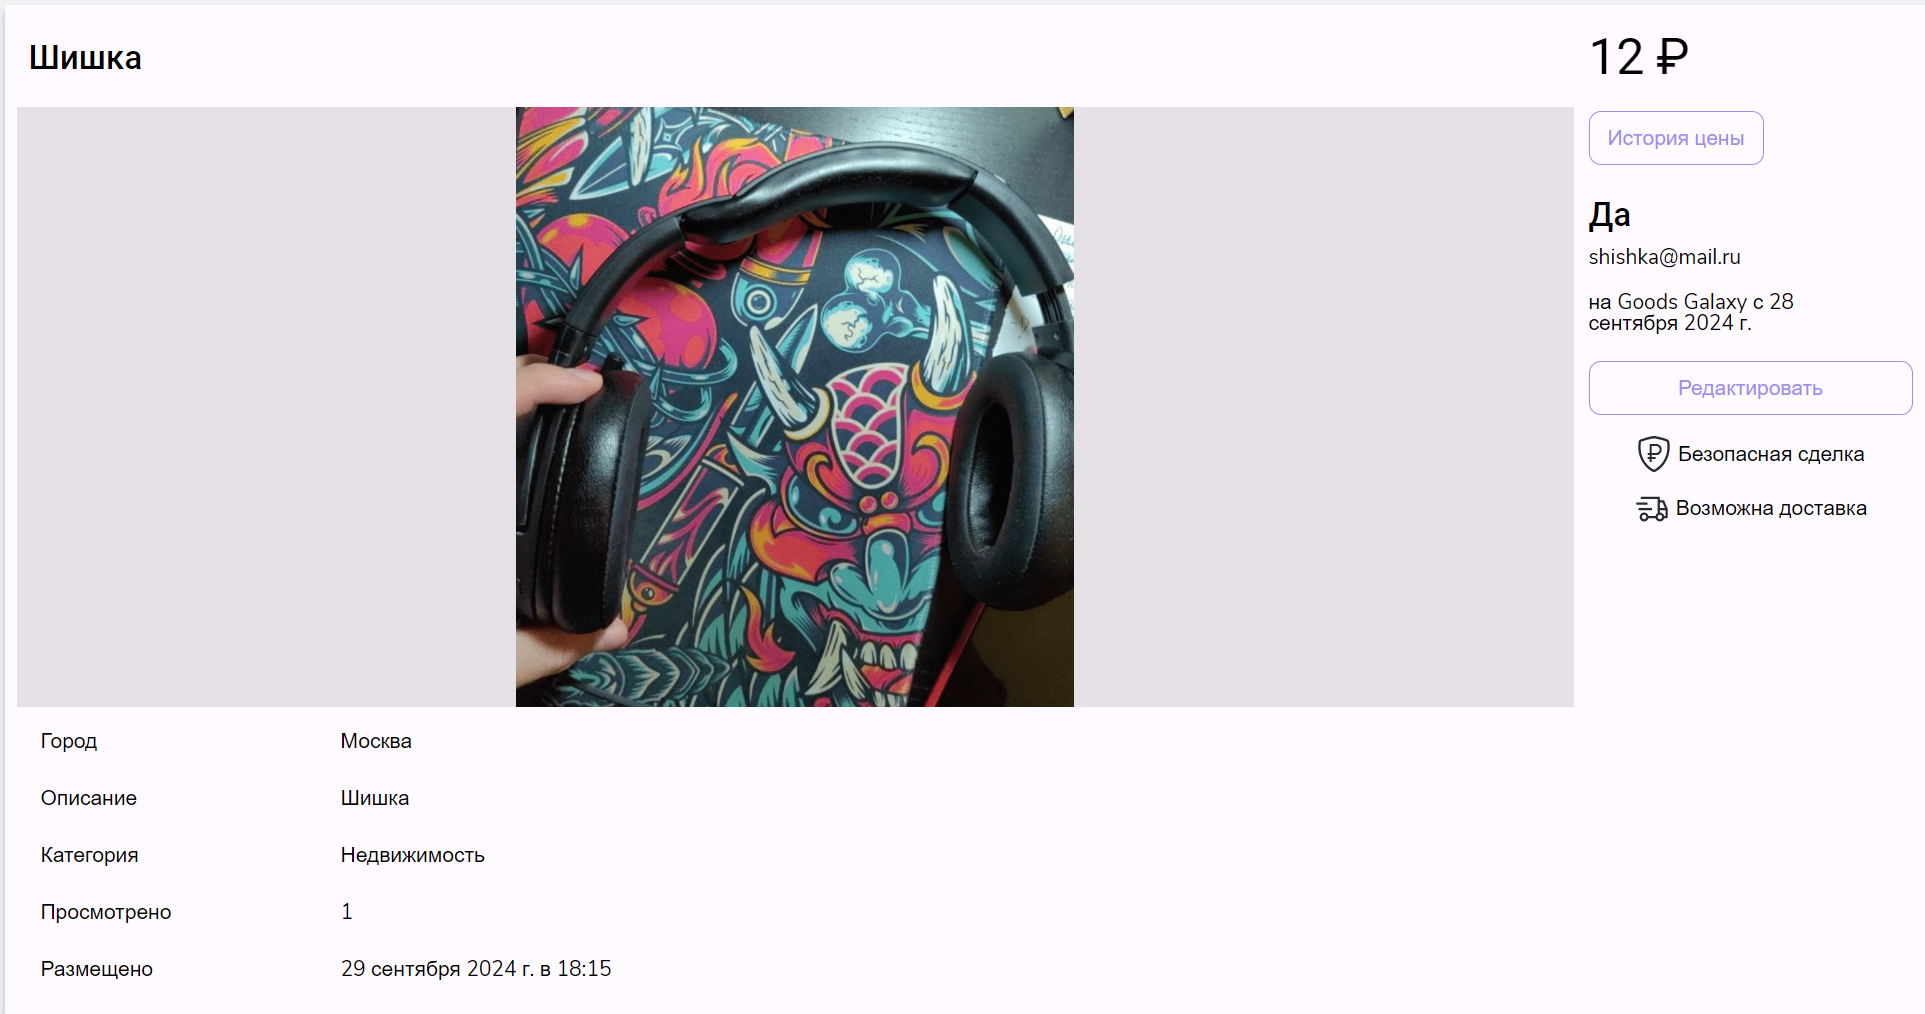 Шишка
12 ₽
История цены
Да
shishka@mail.ru
на Goods Galaxy с 28
сентября 2024 г.
Редактировать
Безопасная сделка
Возможна доставка
Город Москва
Описание Шишка
Категория Недвижимость
Просмотрено 1
Размещено 29 сентября 2024 г. в 18:15